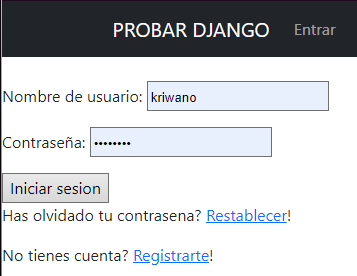 PROBAR DJANGO Entrar
Nombre de usuario: kriwano
Contraseña: ••••••••
Iniciar sesion
Has olvidado tu contrasena? Restablecer!
No tienes cuenta? Registrarte!